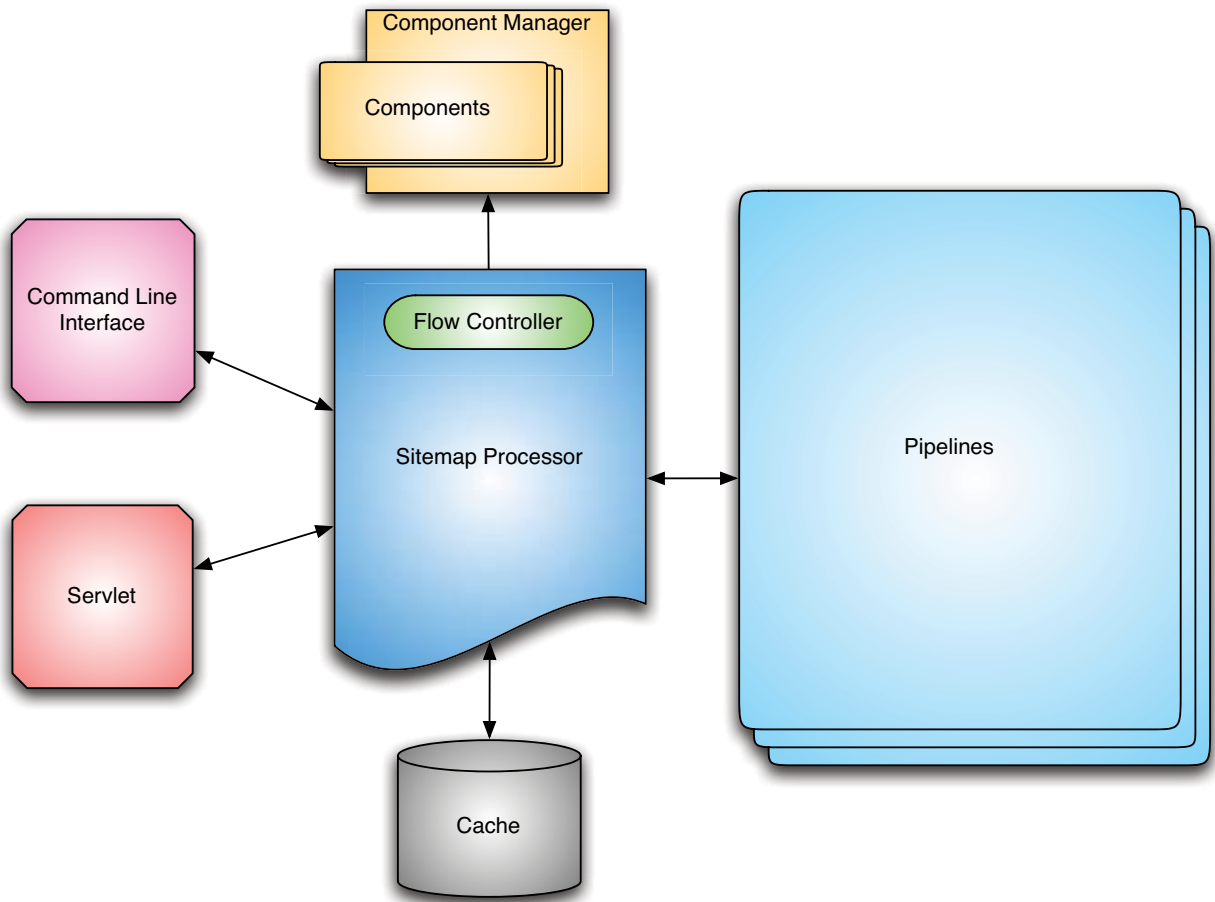 Component Manager
Components
Command Line
Interface
Flow Controller
Sitemap Processor
Pipelines
Servlet
Cache